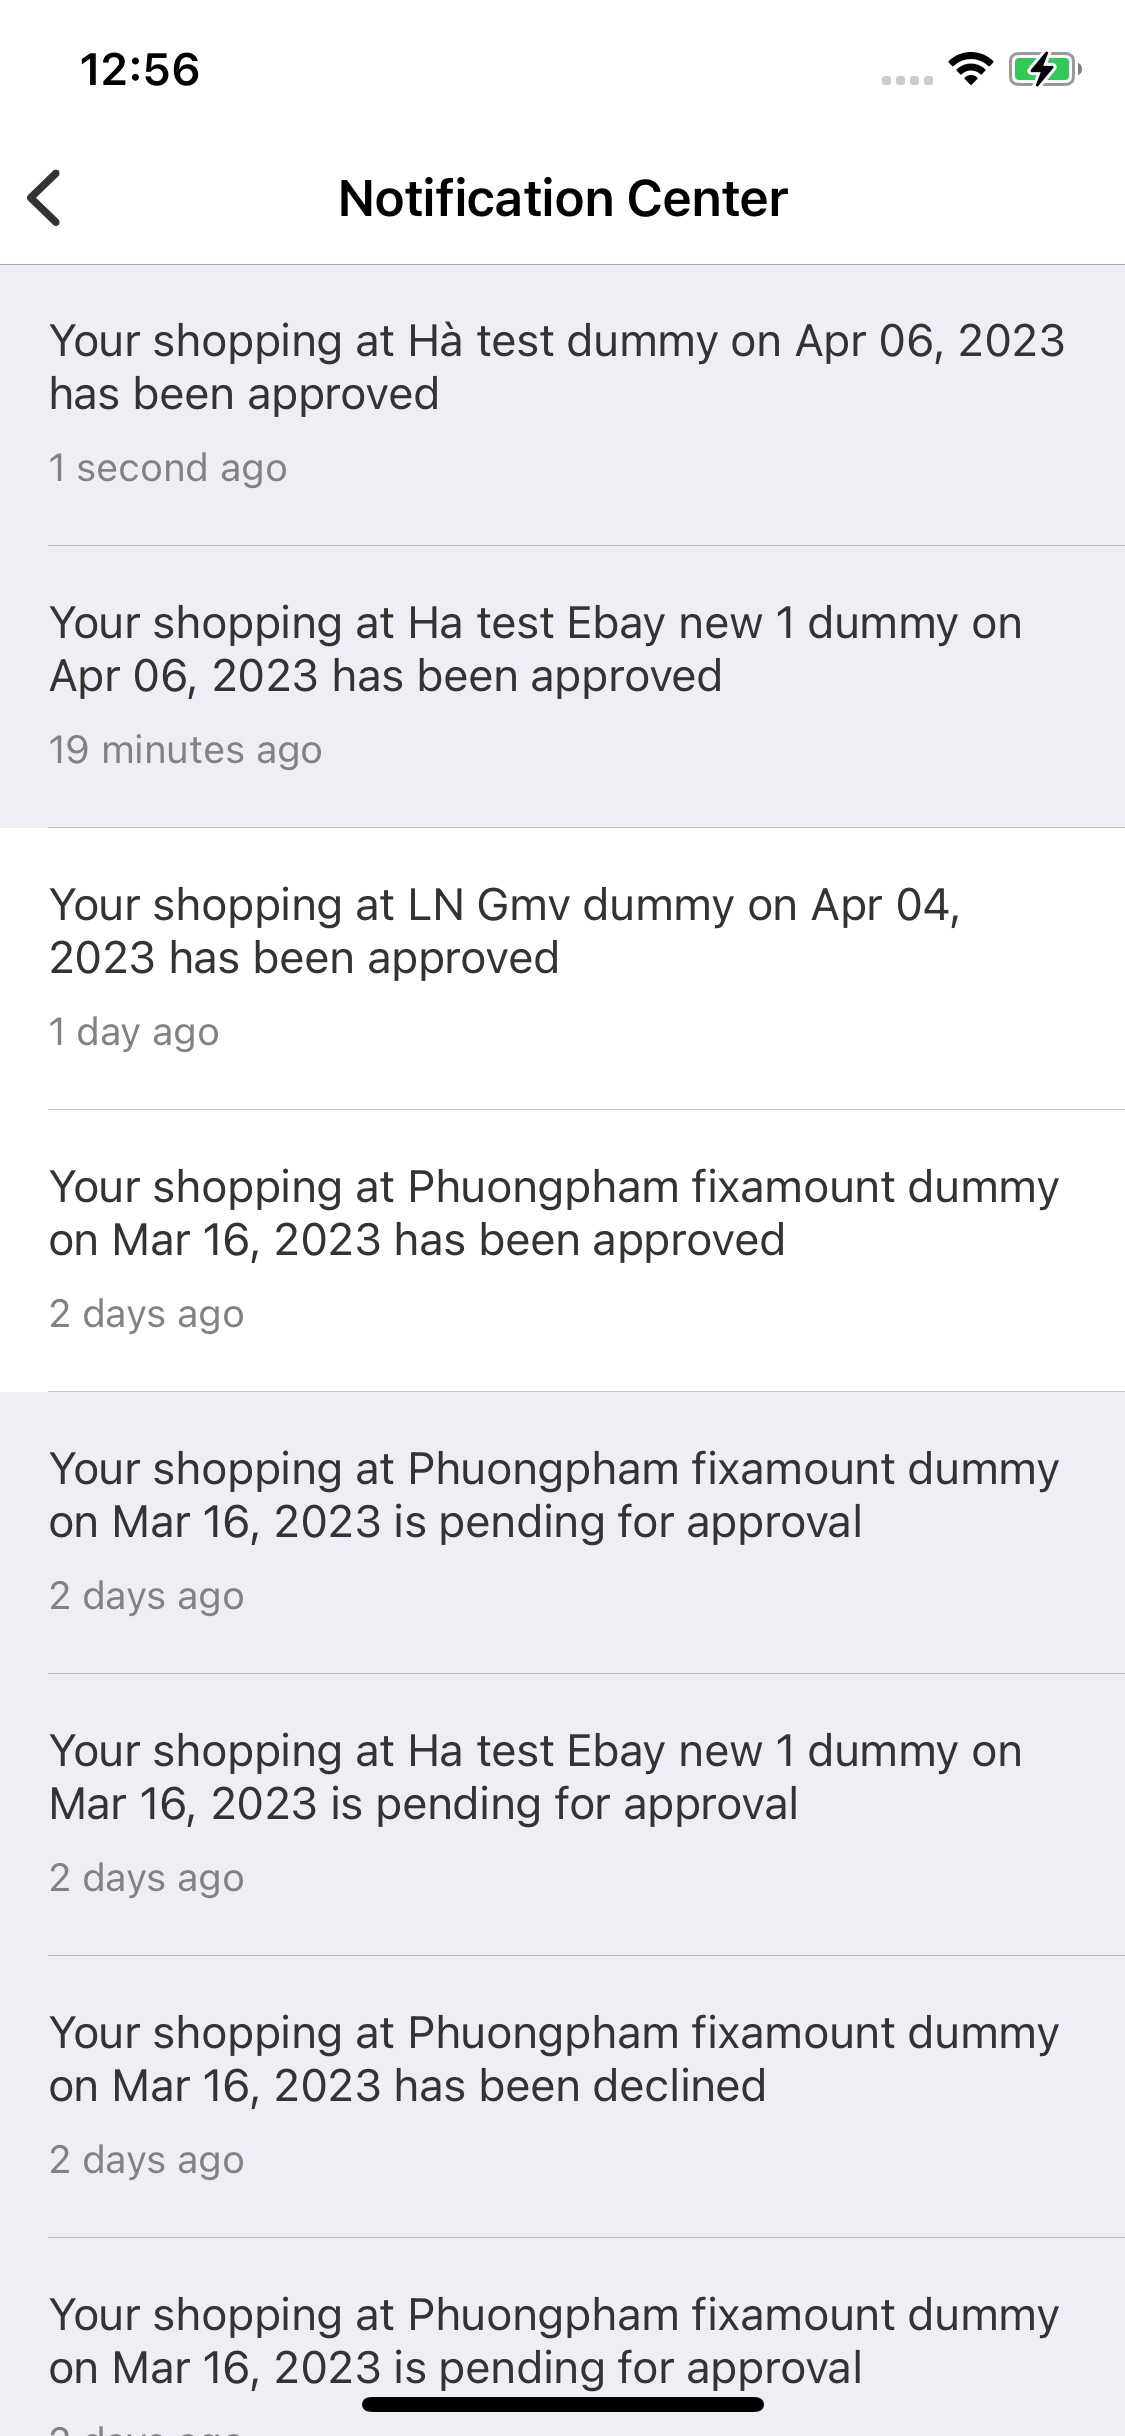 12:56
Notification Center
Your shopping at Hà test dummy on Apr 06, 2023
has been approved
1 second ago
Your shopping at Ha test Ebay new 1 dummy on
Apr 06, 2023 has been approved
19 minutes ago
Your shopping at LN Gmv dummy on Apr 04,
2023 has been approved
1 day ago
Your shopping at Phuongpham fixamount dummy
on Mar 16, 2023 has been approved
2 days ago
Your shopping at Phuongpham fixamount dummy
on Mar 16, 2023 is pending for approval
2 days ago
Your shopping at Ha test Ebay new 1 dummy on
Mar 16, 2023 is pending for approval
2 days ago
Your shopping at Phuongpham fixamount dummy
on Mar 16, 2023 has been declined
2 days ago
Your shopping at Phuongpham fixamount dummy
on Mar 16, 2023 is pending for approval
2 days ago